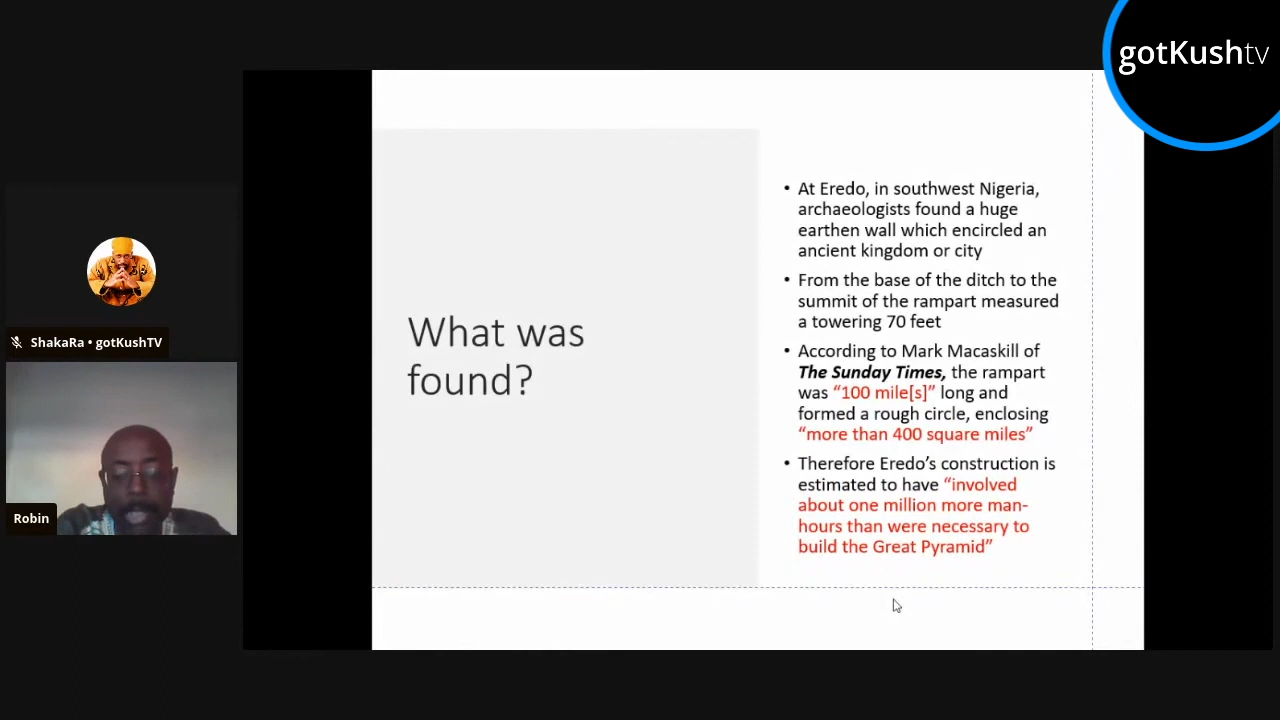 gotKushtv
ShakaRa • gotKushTV
Robin
What was
found?
• At Eredo, in southwest Nigeria,
archaeologists found a huge
earthen wall which encircled an
ancient kingdom or city
• From the base of the ditch to the
summit of the rampart measured
a towering 70 feet
• According to Mark Macaskill of
The Sunday Times, the rampart
was “100 mile[s]” long and
formed a rough circle, enclosing
“more than 400 square miles”
• Therefore Eredo’s construction is
estimated to have “involved
about one million more man-
hours than were necessary to
build the Great Pyramid”